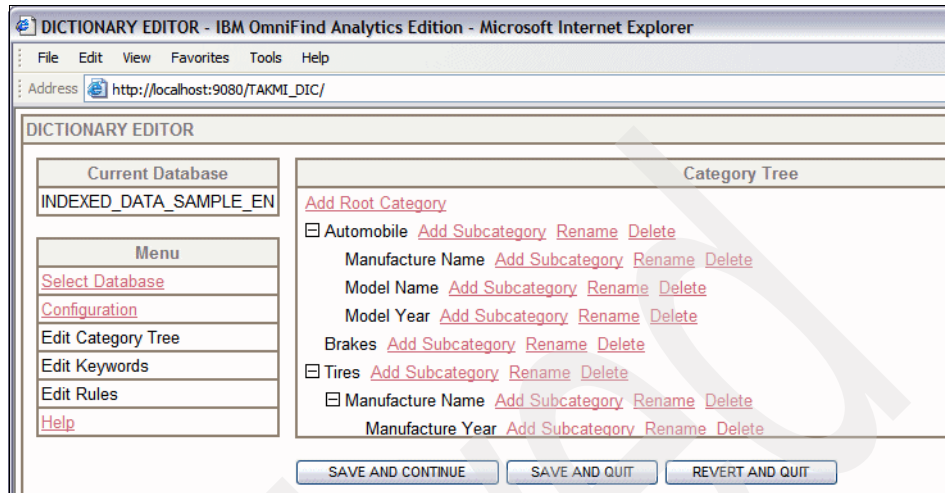 DICTIONARY EDITOR - IBM OmniFind Analytics Edition - Microsoft Internet Explorer
File Edit View Favorites Tools Help
Address http://localhost:9080/TAKMI_DIC/
DICTIONARY EDITOR
Current Database
INDEXED_DATA_SAMPLE_EN
Menu
Select Database
Configuration
Edit Category Tree
Edit Keywords
Edit Rules
Help
Category Tree
Add Root Category
Automobile Add Subcategory Rename Delete
Manufacture Name Add Subcategory Rename Delete
Model Name Add Subcategory Rename Delete
Model Year Add Subcategory Rename Delete
Brakes Add Subcategory Rename Delete
Tires Add Subcategory Rename Delete
Manufacture Name Add Subcategory Rename Delete
Manufacture Year Add Subcategory Rename Delete
SAVE AND CONTINUE SAVE AND QUIT REVERT AND QUIT